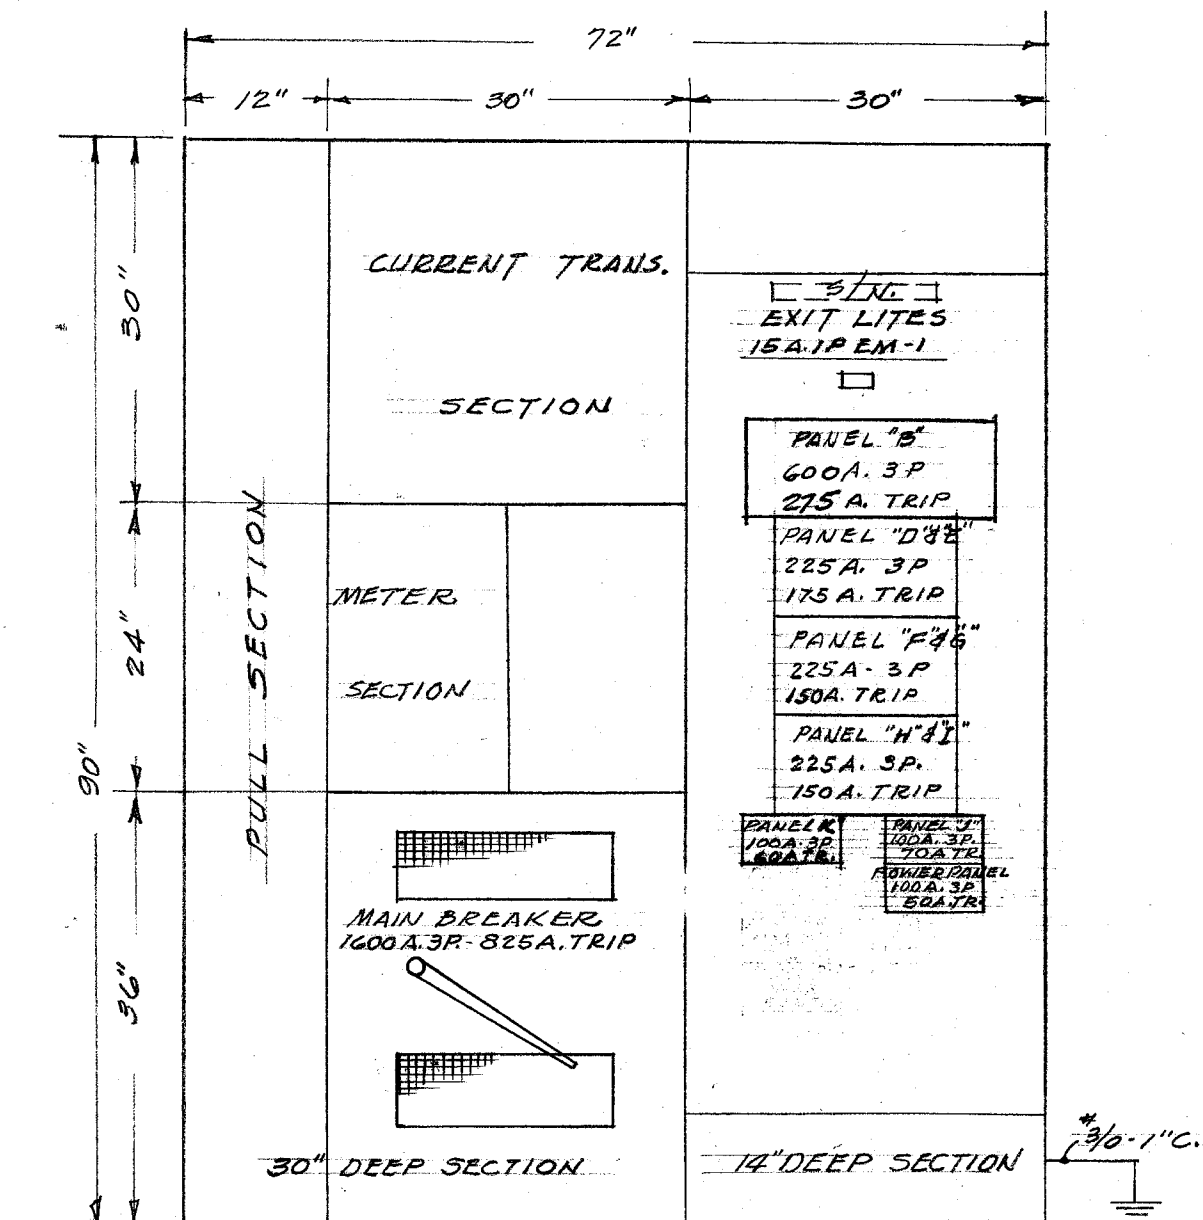 72"
12"
30"
30"
30"
24"
90"
36"
PULL SECTION
CURRENT TRANS.
SECTION
METER
SECTION
MAIN BREAKER
1600A.3P.-825A.TRIP
30" DEEP SECTION
S/N.
EXIT LITES
15A.1P EM-1
PANEL "B"
600A. 3P
275 A. TRIP
PANEL "D"&"E"
225A. 3P
175 A. TRIP
PANEL "F"&"G"
225A - 3P
150A. TRIP
PANEL "H"&"I"
225A. 3P.
150A. TRIP
PANEL K
100A 3P
60A TR.
PANEL "J"
100A. 3P.
70A TR
POWER PANEL
100A. 3P
TR.
14" DEEP SECTION
#3/0-1"C.